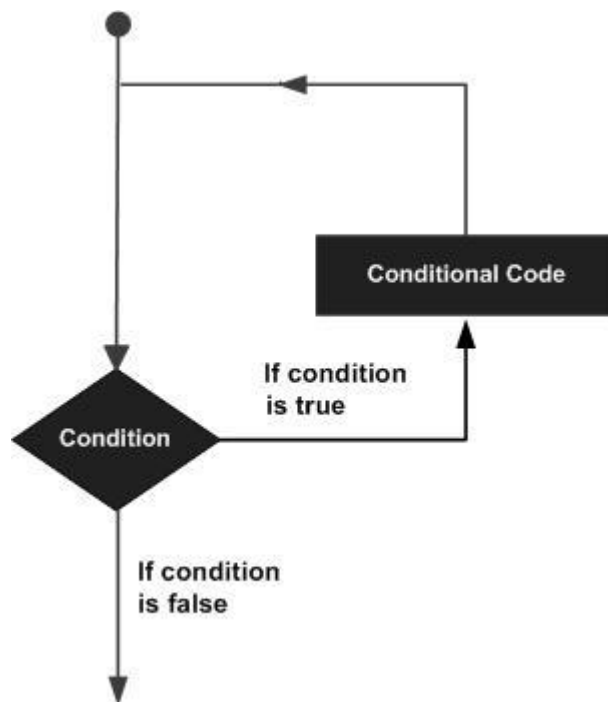 Conditional Code
If condition
is true
Condition
If condition
is false